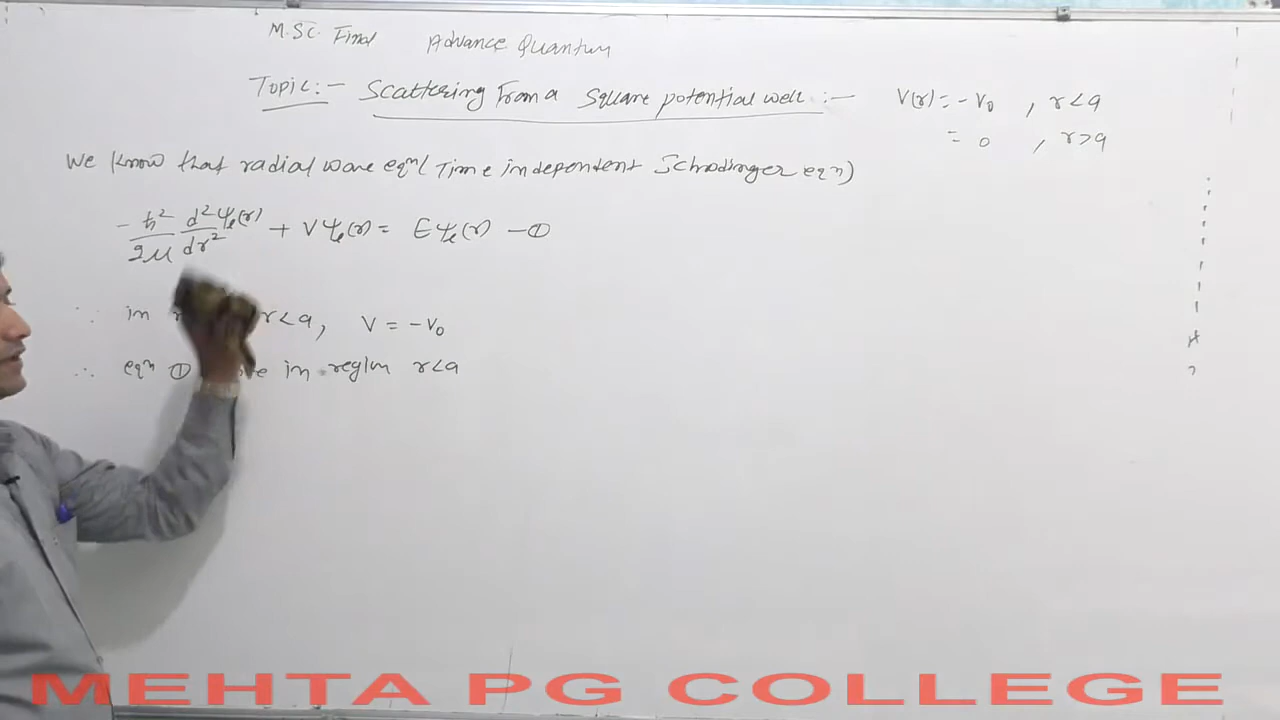 M.Sc. Final Advance Quantum
Topic:- Scattering From a Square potential well :- V(r) = -V₀ , r<a
= 0 , r>a
We know that radial wave eqⁿ (Time independent Schrodinger eqⁿ)
-ħ²/2μ d²ψₗ(r)/dr² + Vψₗ(r) = Eψₗ(r) —①
∵ in r<a, V = -V₀
∴ eqⁿ ① in region r<a
MEHTA PG COLLEGE